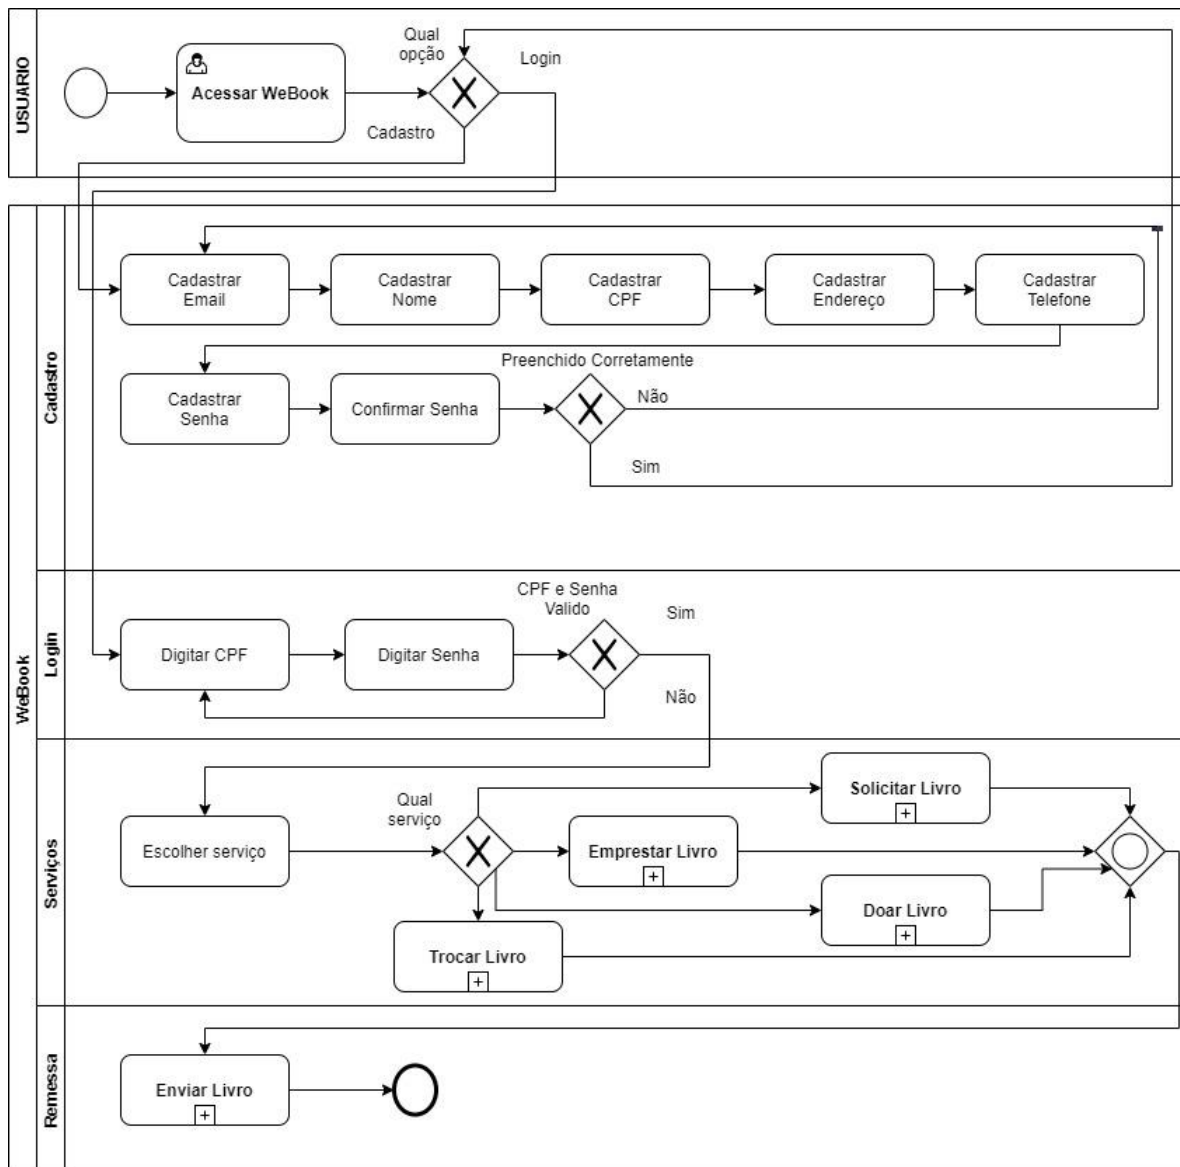 USUÁRIO
Qual
opção
Login
Acessar WeBook
Cadastro
WeBook
Cadastro
Cadastrar
Email
Cadastrar
Nome
Cadastrar
CPF
Cadastrar
Endereço
Cadastrar
Telefone
Preenchido Corretamente
Cadastrar
Senha
Confirmar Senha
Não
Sim
Login
CPF e Senha
Valido
Sim
Digitar CPF
Digitar Senha
Não
Serviços
Qual
serviço
Solicitar Livro
Escolher serviço
Emprestar Livro
Doar Livro
Trocar Livro
Remessa
Enviar Livro